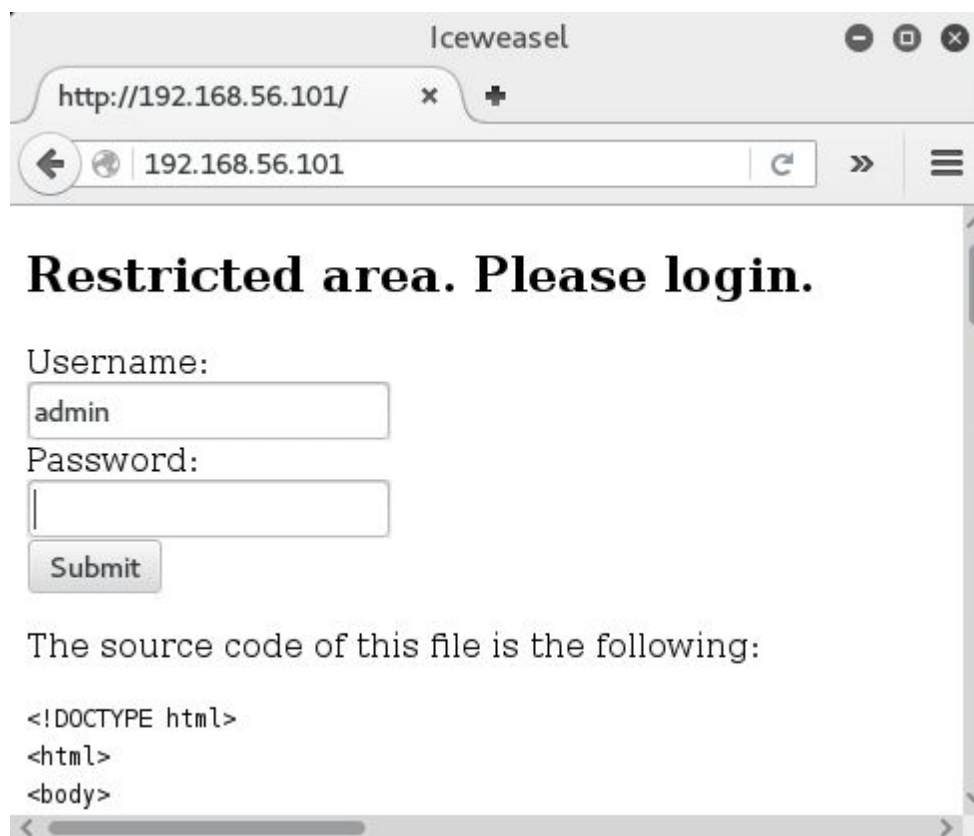 Iceweasel
http://192.168.56.101/
192.168.56.101
Restricted area. Please login.
Username:
admin
Password:
Submit
The source code of this file is the following:
<!DOCTYPE html>
<html>
<body>